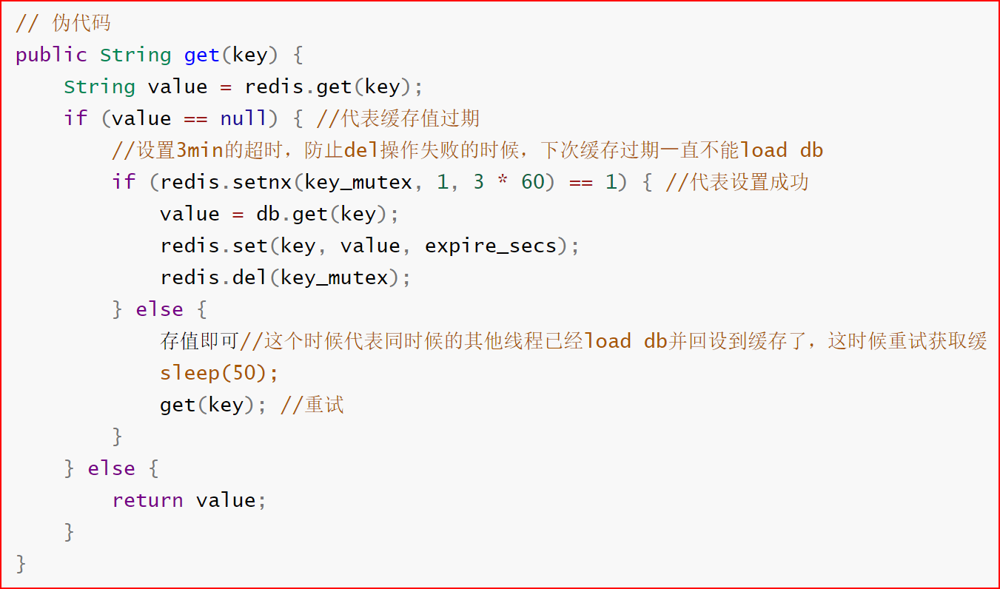 // 伪代码
public String get(key) {
    String value = redis.get(key);
    if (value == null) { //代表缓存值过期
        //设置3min的超时，防止del操作失败的时候，下次缓存过期一直不能load db
        if (redis.setnx(key_mutex, 1, 3 * 60) == 1) { //代表设置成功
            value = db.get(key);
            redis.set(key, value, expire_secs);
            redis.del(key_mutex);
        } else {
            存值即可//这个时候代表同时候的其他线程已经load db并回设到缓存了，这时候重试获取缓
            sleep(50);
            get(key); //重试
        }
    } else {
        return value;
    }
}